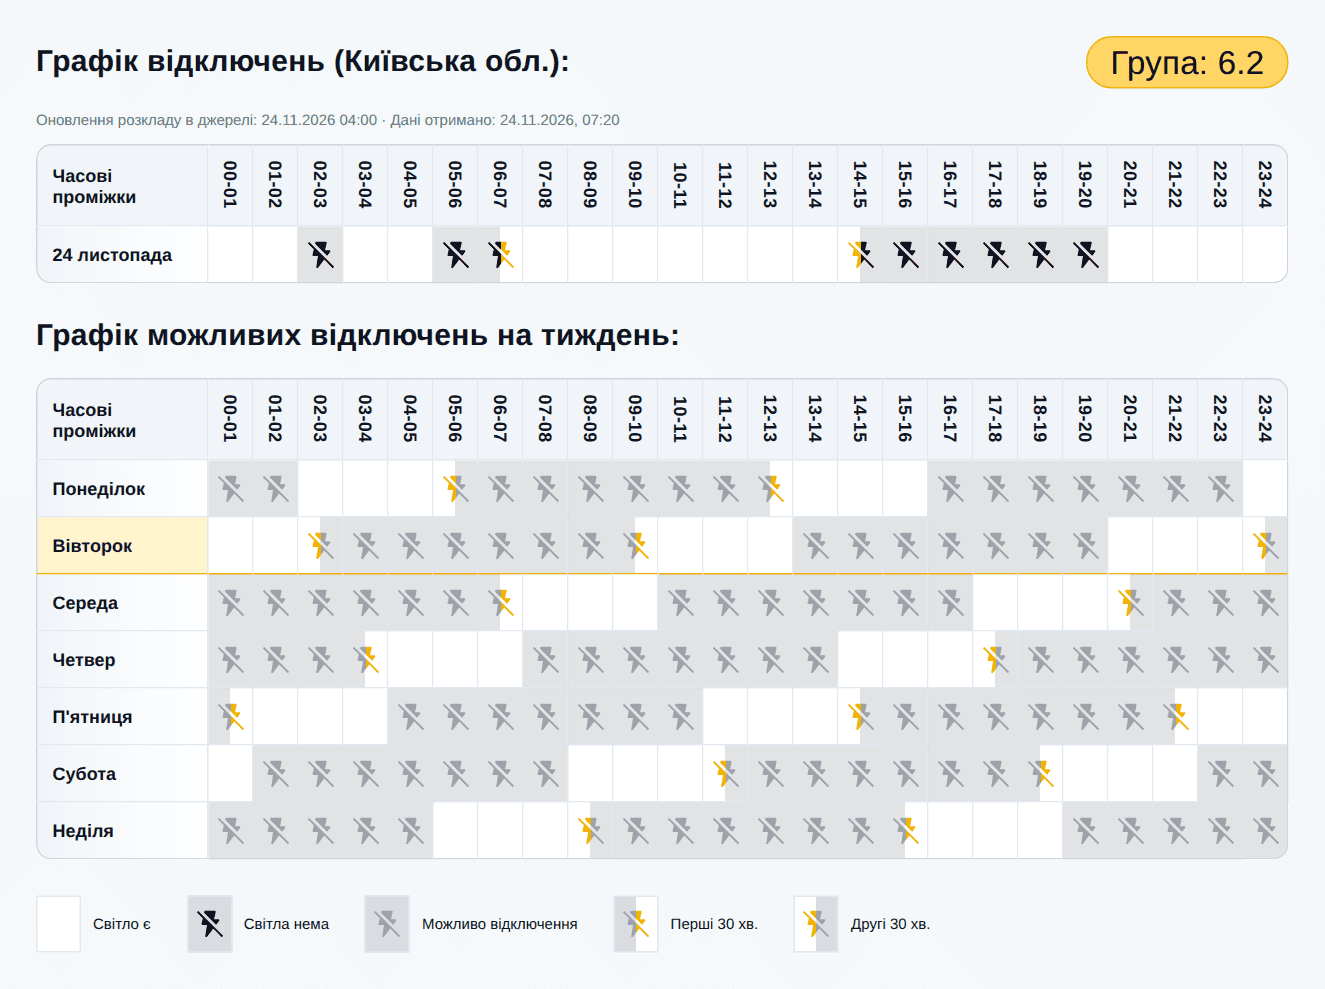 Графік відключень (Київська обл.):
Група: 6.2
Оновлення розкладу в джерелі: 24.11.2026 04:00 · Дані отримано: 24.11.2026, 07:20
Часові проміжки 00-01 01-02 02-03 03-04 04-05 05-06 06-07 07-08 08-09 09-10 10-11 11-12 12-13 13-14 14-15 15-16 16-17 17-18 18-19 19-20 20-21 21-22 22-23 23-24
24 листопада
Графік можливих відключень на тиждень:
Часові проміжки 00-01 01-02 02-03 03-04 04-05 05-06 06-07 07-08 08-09 09-10 10-11 11-12 12-13 13-14 14-15 15-16 16-17 17-18 18-19 19-20 20-21 21-22 22-23 23-24
Понеділок
Вівторок
Середа
Четвер
П'ятниця
Субота
Неділя
Світло є Світла нема Можливо відключення Перші 30 хв. Другі 30 хв.